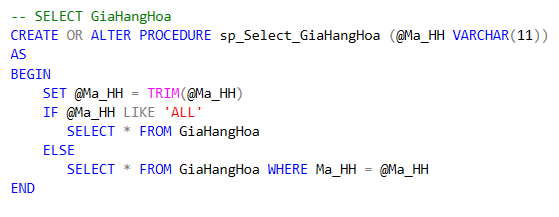 -- SELECT GiaHangHoa
CREATE OR ALTER PROCEDURE sp_Select_GiaHangHoa (@Ma_HH VARCHAR(11))
AS
BEGIN
    SET @Ma_HH = TRIM(@Ma_HH)
    IF @Ma_HH LIKE 'ALL'
       SELECT * FROM GiaHangHoa
    ELSE
       SELECT * FROM GiaHangHoa WHERE Ma_HH = @Ma_HH
END